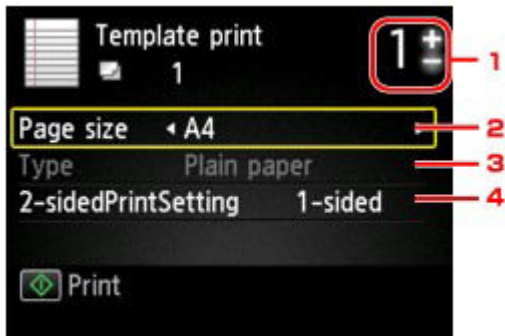 Template print
1
1 + -
1
Page size A4
2
Type Plain paper
3
2-sidedPrintSetting 1-sided
4
Print